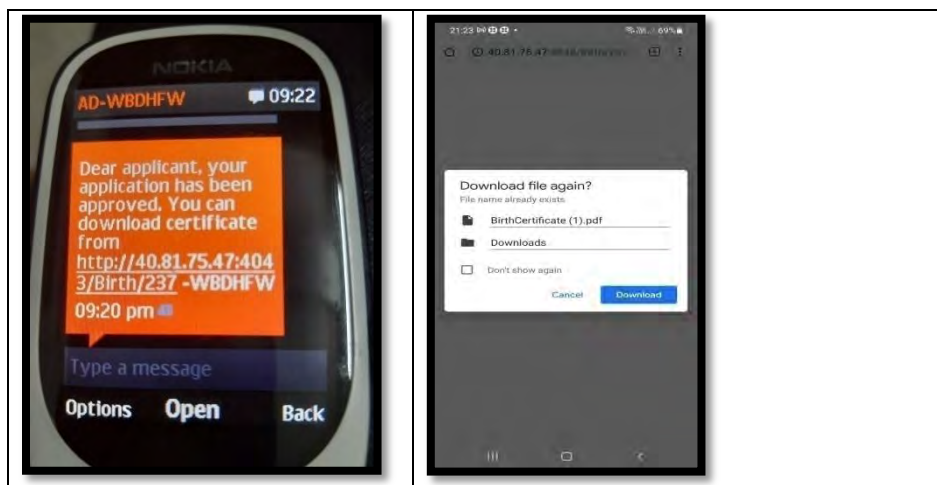 NOKIA
AD-WBDHFW 09:22
Dear applicant, your
application has been
approved. You can
download certificate
from
http://40.81.75.47:404
3/Birth/237 -WBDHFW
09:20 pm
Type a message
Options Open Back
21:23 69%
40.81.75.47
Download file again?
File name already exists
BirthCertificate (1).pdf
Downloads
Don't show again
Cancel Download